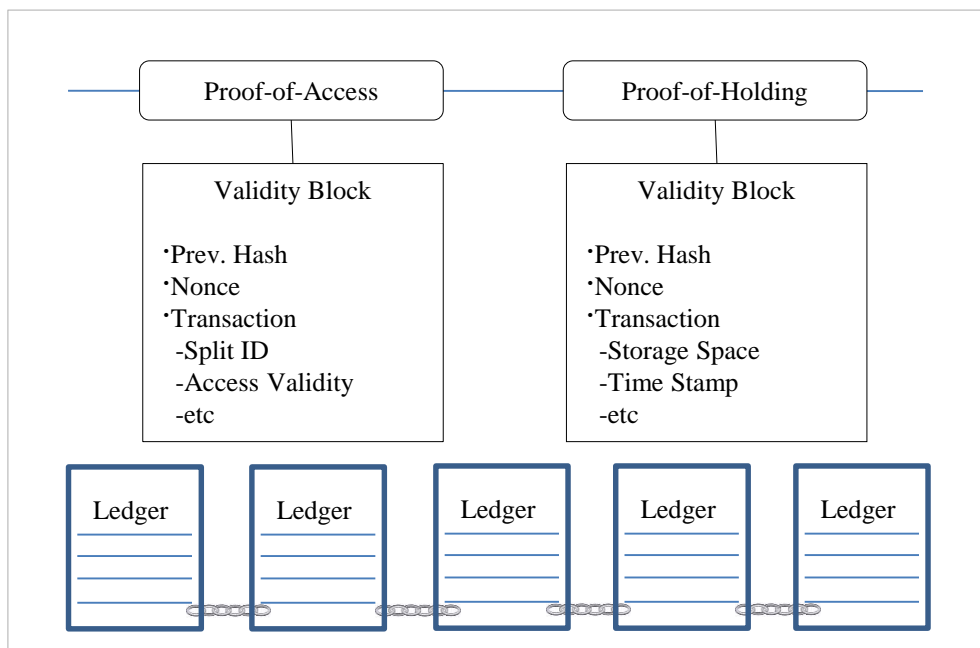 Proof-of-Access
Proof-of-Holding
Validity Block
·Prev. Hash
·Nonce
·Transaction
-Split ID
-Access Validity
-etc
Validity Block
·Prev. Hash
·Nonce
·Transaction
-Storage Space
-Time Stamp
-etc
Ledger
Ledger
Ledger
Ledger
Ledger